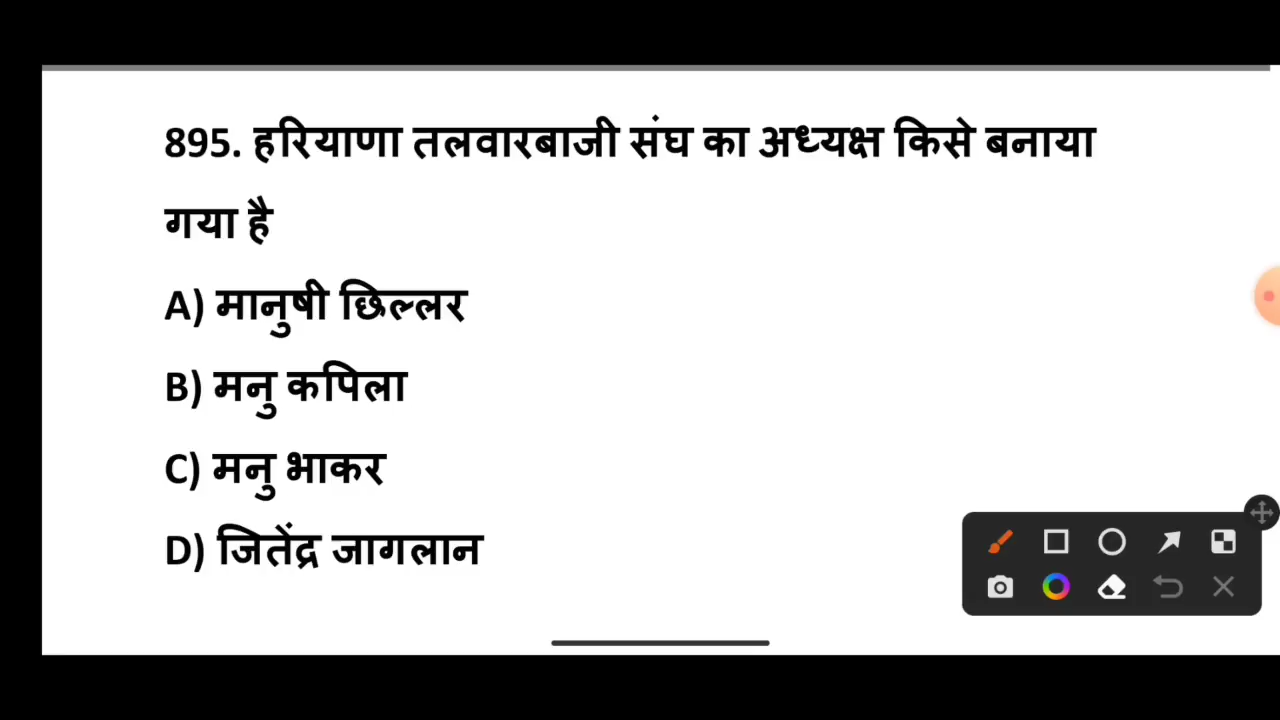 895. हरियाणा तलवारबाजी संघ का अध्यक्ष किसे बनाया
गया है
A) मानुषी छिल्लर
B) मनु कपिला
C) मनु भाकर
D) जितेंद्र जागलान